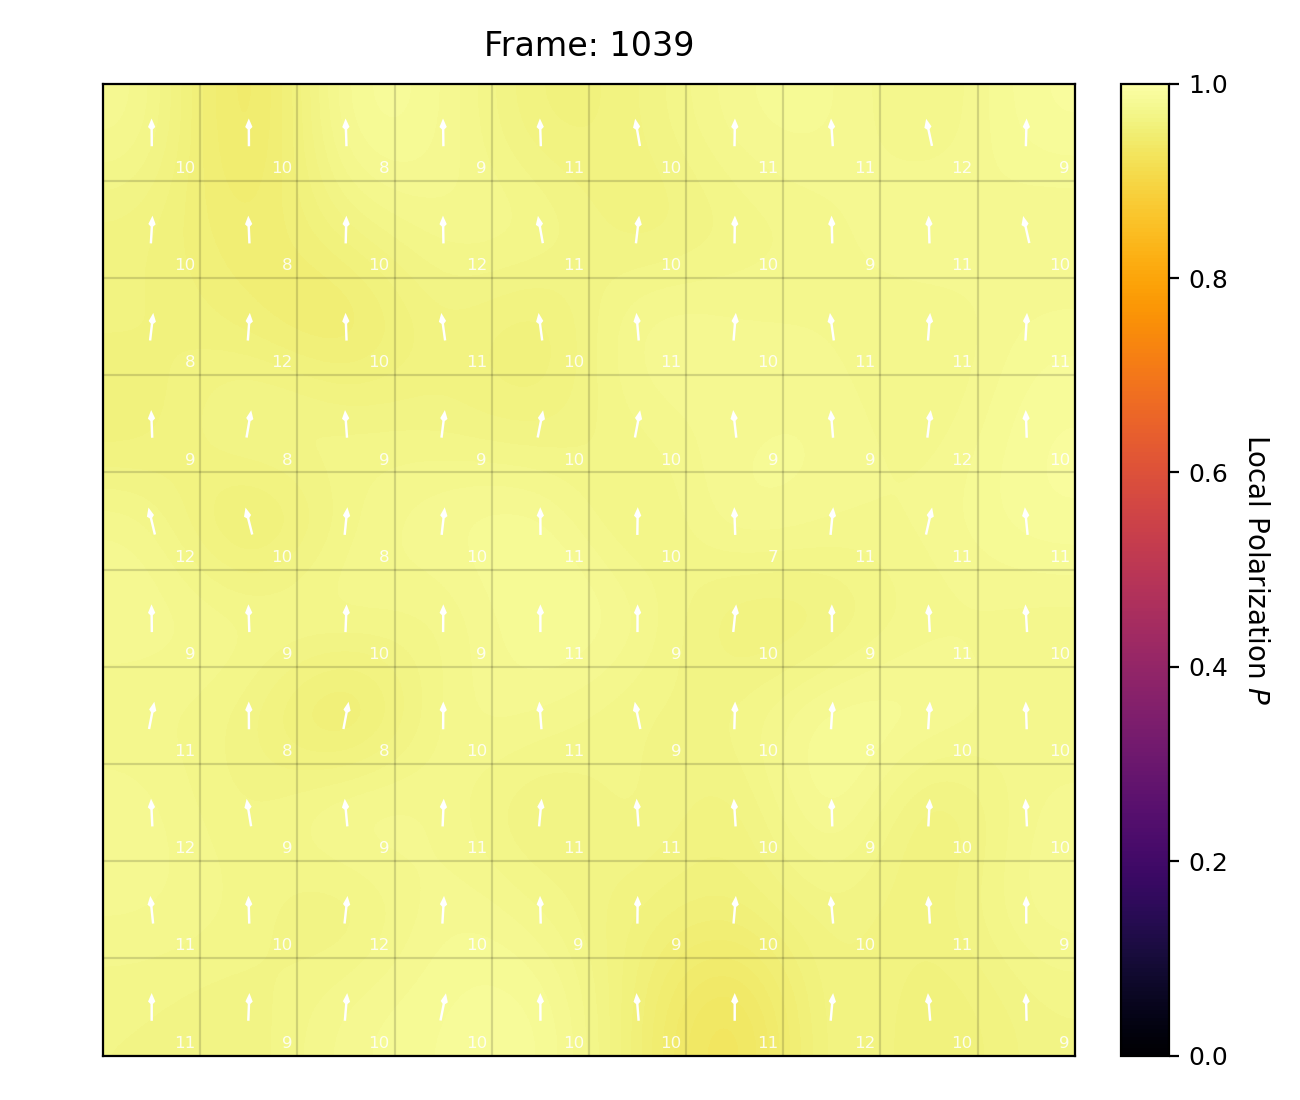 Frame: 1039
10 10 8 9 11 10 11 11 12 9
10 8 10 12 11 10 10 9 11 10
8 12 10 11 10 11 10 11 11 11
9 8 9 9 10 10 9 9 12 10
12 10 8 10 11 10 7 11 11 11
9 9 10 9 11 9 10 9 11 10
11 8 8 10 11 9 10 8 10 10
12 9 9 11 11 11 10 9 10 10
11 10 12 10 9 9 10 10 11 9
11 9 10 10 10 10 11 12 10 9
1.0
0.8
0.6
0.4
0.2
0.0
Local Polarization P